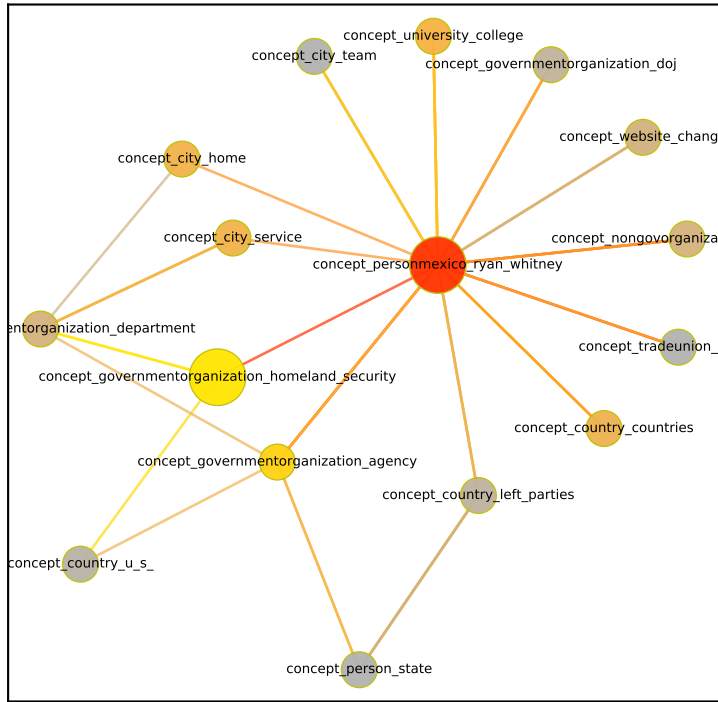 concept_university_college
concept_city_team
concept_governmentorganization_doj
concept_website_chang
concept_city_home
concept_city_service
concept_nongovorganiza
concept_personmexico_ryan_whitney
entorganization_department
concept_tradeunion_
concept_governmentorganization_homeland_security
concept_country_countries
concept_governmentorganization_agency
concept_country_left_parties
concept_country_u_s_
concept_person_state